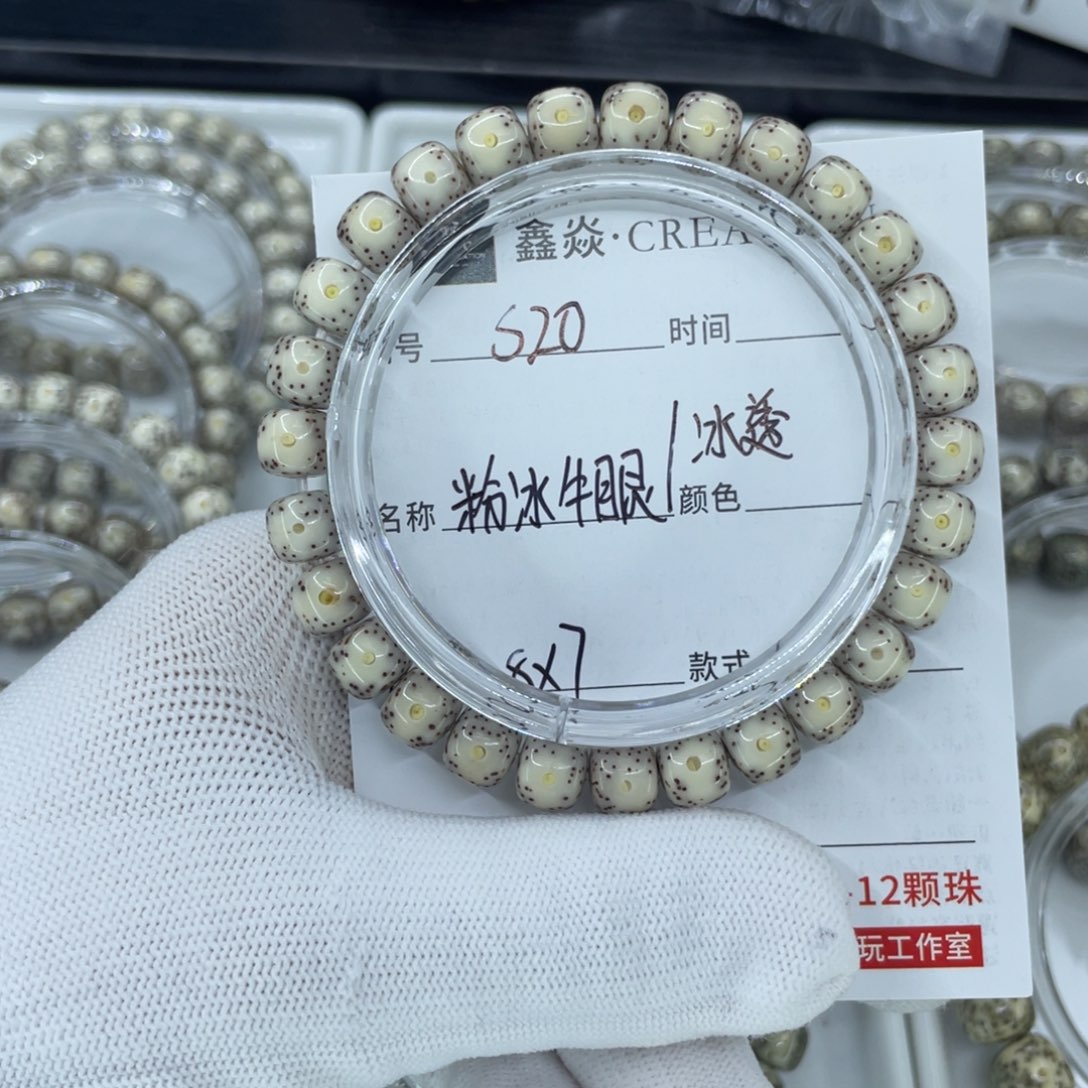 鑫焱·CREA
号 S20 时间
冰菠
名称 粉冰牛眼/ 颜色
8X7 款式
12颗珠
玩工作室